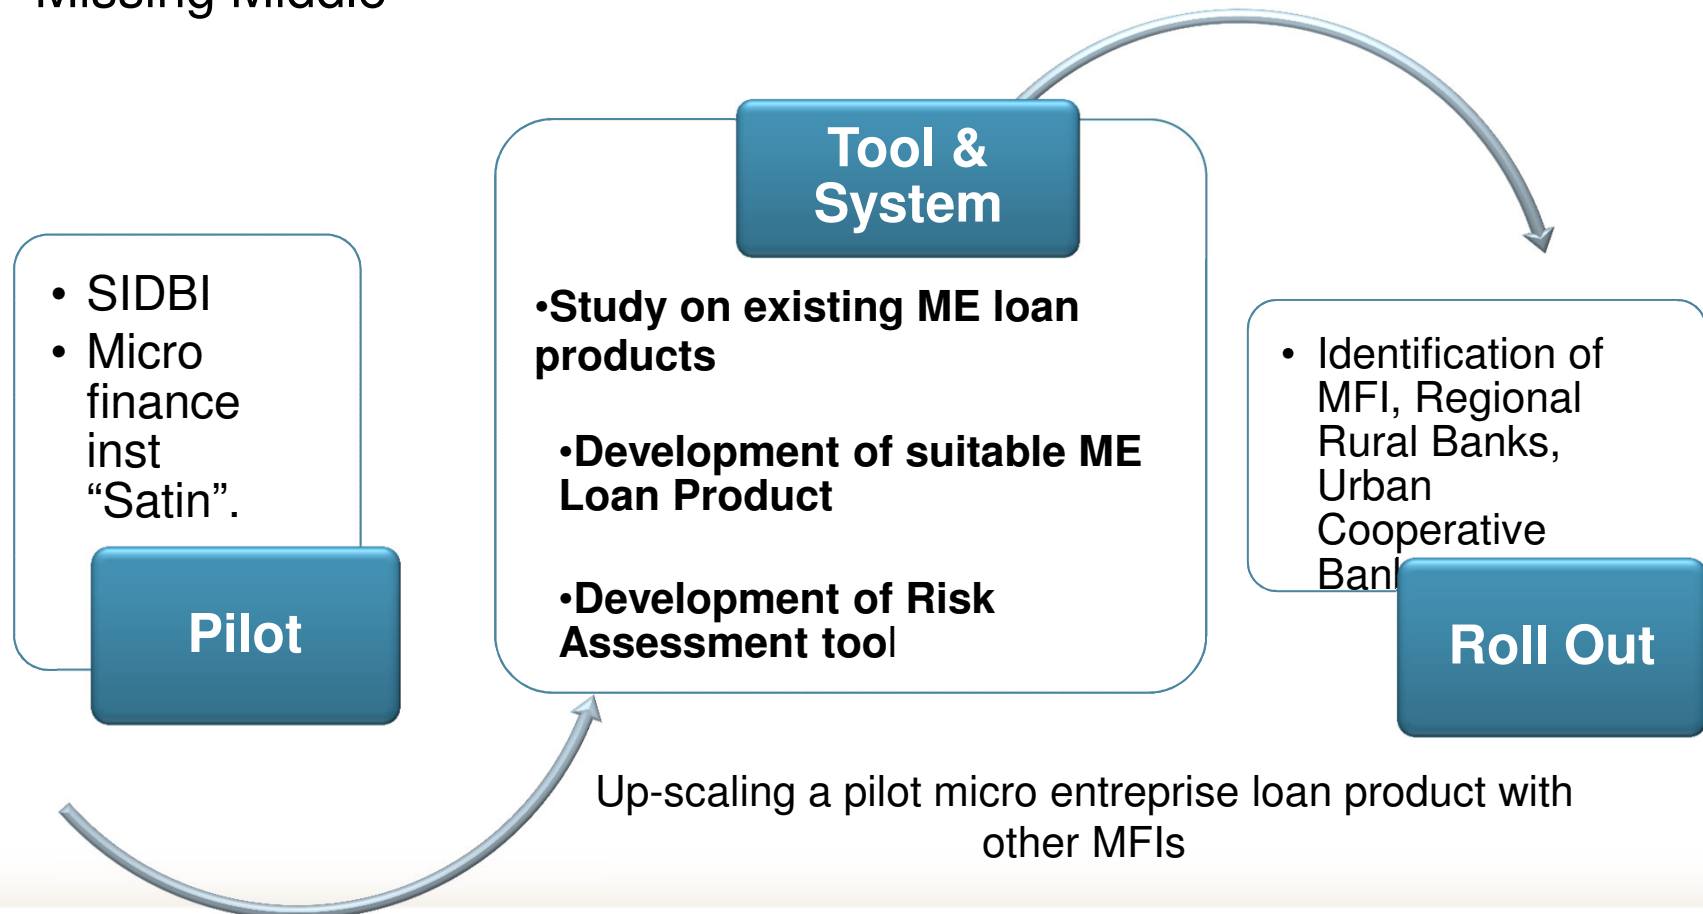 Missing Middle
Tool &
System
• SIDBI
• Micro
finance
inst
“Satin”.
Pilot
•Study on existing ME loan
products
•Development of suitable ME
Loan Product
•Development of Risk
Assessment tool
• Identification of
MFI, Regional
Rural Banks,
Urban
Cooperative
Roll Out
Up-scaling a pilot micro entreprise loan product with
other MFIs